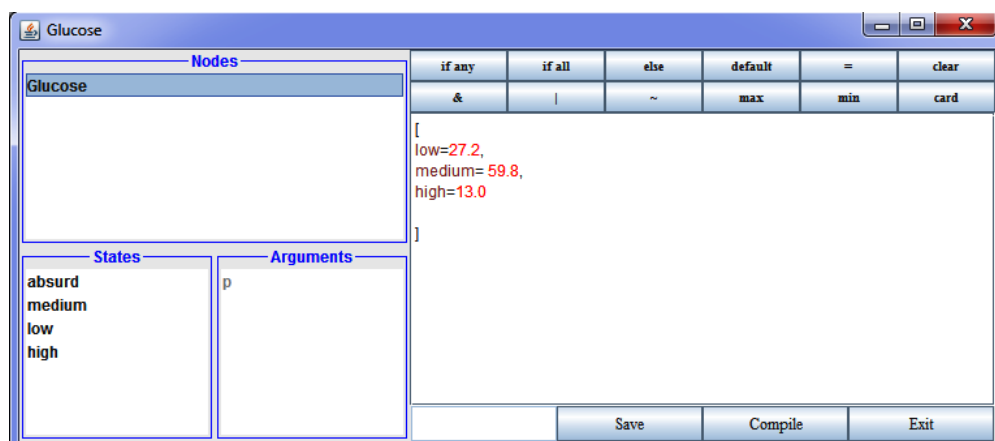 Glucose
Nodes
Glucose
States
absurd
medium
low
high
Arguments
p
if any if all else default = clear
& | ~ max min card
[
low=27.2,
medium= 59.8,
high=13.0
]
Save Compile Exit